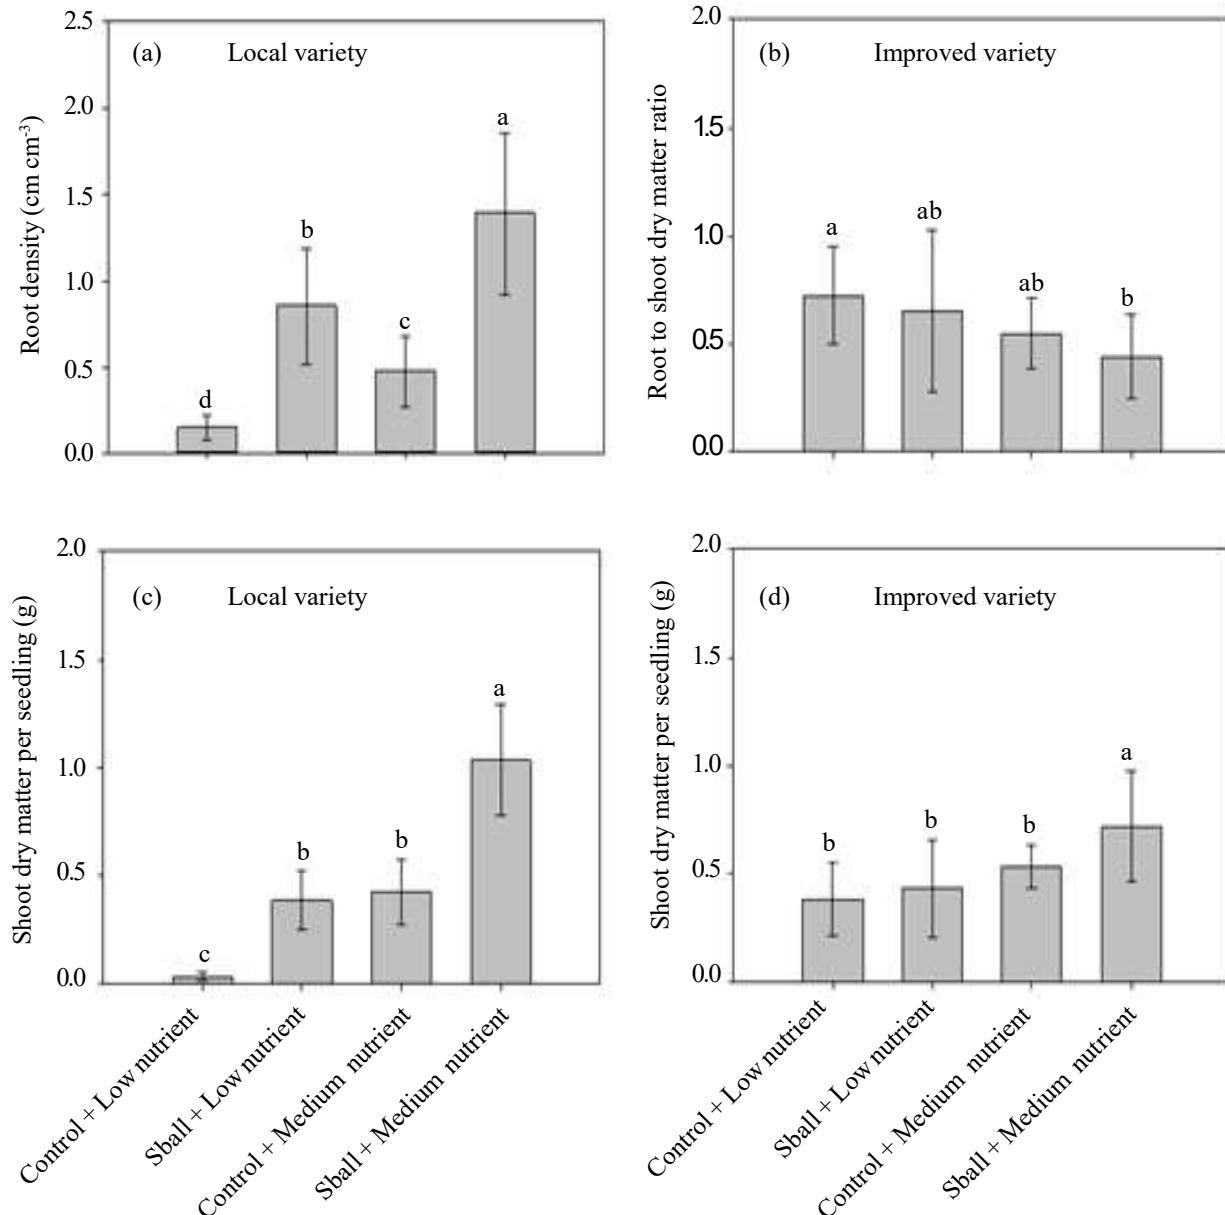 (a) Local variety
Root density (cm cm⁻³)
2.5
2.0
1.5
1.0
0.5
0.0
d
b
c
a
(b) Improved variety
Root to shoot dry matter ratio
2.0
1.5
1.0
0.5
0.0
a
ab
ab
b
(c) Local variety
Shoot dry matter per seedling (g)
2.0
1.5
1.0
0.5
0.0
c
b
b
a
Control + Low nutrient
Sball + Low nutrient
Control + Medium nutrient
Sball + Medium nutrient
(d) Improved variety
Shoot dry matter per seedling (g)
2.0
1.5
1.0
0.5
0.0
b
b
b
a
Control + Low nutrient
Sball + Low nutrient
Control + Medium nutrient
Sball + Medium nutrient